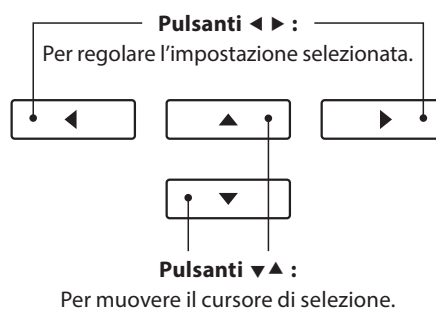 Pulsanti ◀ ▶ :
Per regolare l’impostazione selezionata.
Pulsanti ▼▲ :
Per muovere il cursore di selezione.